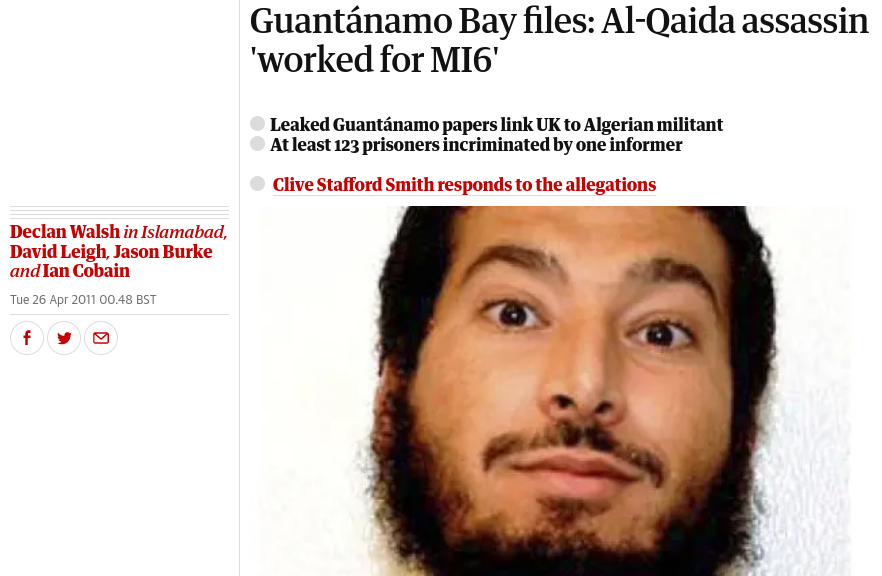 Guantánamo Bay files: Al-Qaida assassin
'worked for MI6'
Leaked Guantánamo papers link UK to Algerian militant
At least 123 prisoners incriminated by one informer
Clive Stafford Smith responds to the allegations
Declan Walsh in Islamabad,
David Leigh, Jason Burke
and Ian Cobain
Tue 26 Apr 2011 00.48 BST